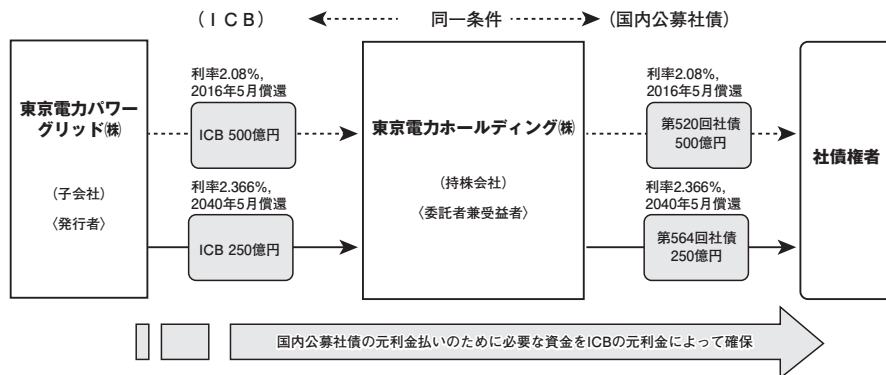 （ＩＣＢ）
同一条件
（国内公募社債）
東京電力パワー
グリッド㈱
（子会社）
〈発行者〉
利率2.08%,
2016年5月償還
ICB 500億円
利率2.366%,
2040年5月償還
ICB 250億円
東京電力ホールディング㈱
（持株会社）
〈委託者兼受益者〉
利率2.08%,
2016年5月償還
第520回社債
500億円
利率2.366%,
2040年5月償還
第564回社債
250億円
社債権者
国内公募社債の元利金払いのために必要な資金をICBの元利金によって確保